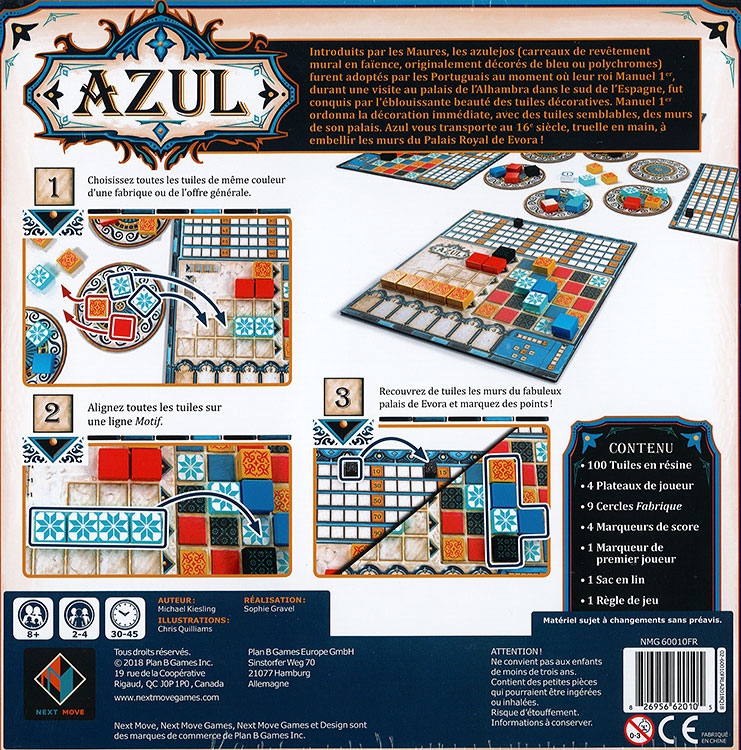 AZUL
Introduits par les Maures, les azulejos (carreaux de revêtement
mural en faïence, originalement décorés de bleu ou polychromes)
furent adoptés par les Portuguais au moment où leur roi Manuel 1er,
durant une visite au palais de l'Alhambra dans le sud de l'Espagne, fut
conquis par l'éblouissante beauté des tuiles décoratives. Manuel 1er
ordonna la décoration immédiate, avec des tuiles semblables, des murs
de son palais. Azul vous transporte au 16e siècle, truelle en main, à
embellir les murs du Palais Royal de Evora !
1
Choisissez toutes les tuiles de même couleur
d'une fabrique ou de l'offre générale.
AZUL
2
Alignez toutes les tuiles sur
une ligne Motif.
3
Recouvrez de tuiles les murs du fabuleux
palais de Evora et marquez des points !
CONTENU
• 100 Tuiles en résine
• 4 Plateaux de joueur
• 9 Cercles Fabrique
• 4 Marqueurs de score
• 1 Marqueur de
premier joueur
• 1 Sac en lin
• 1 Règle de jeu
Matériel sujet à changements sans préavis.
8+
2-4
30-45
AUTEUR :
Michael Kiesling
ILLUSTRATIONS :
Chris Quilliams
RÉALISATION :
Sophie Gravel
NEXT MOVE
Tous droits réservés.
© 2018 Plan B Games Inc.
19 rue de la Coopérative
Rigaud, QC J0P 1P0 , Canada
www.nextmovegames.com
Plan B Games Europe GmbH
Sinstorfer Weg 70
21077 Hamburg
Allemagne
Next Move, Next Move Games, Next Move Games et Design sont
des marques de commerce de Plan B Games Inc.
ATTENTION !
Ne convient pas aux enfants
de moins de trois ans.
Contient des petites pièces
qui pourraient être ingérées
ou inhalées.
Risque d'étouffement.
Informations à conserver.
NMG 60010FR
8 26956 62010 5
0-3
CE
FABRIQUÉ
EN CHINE